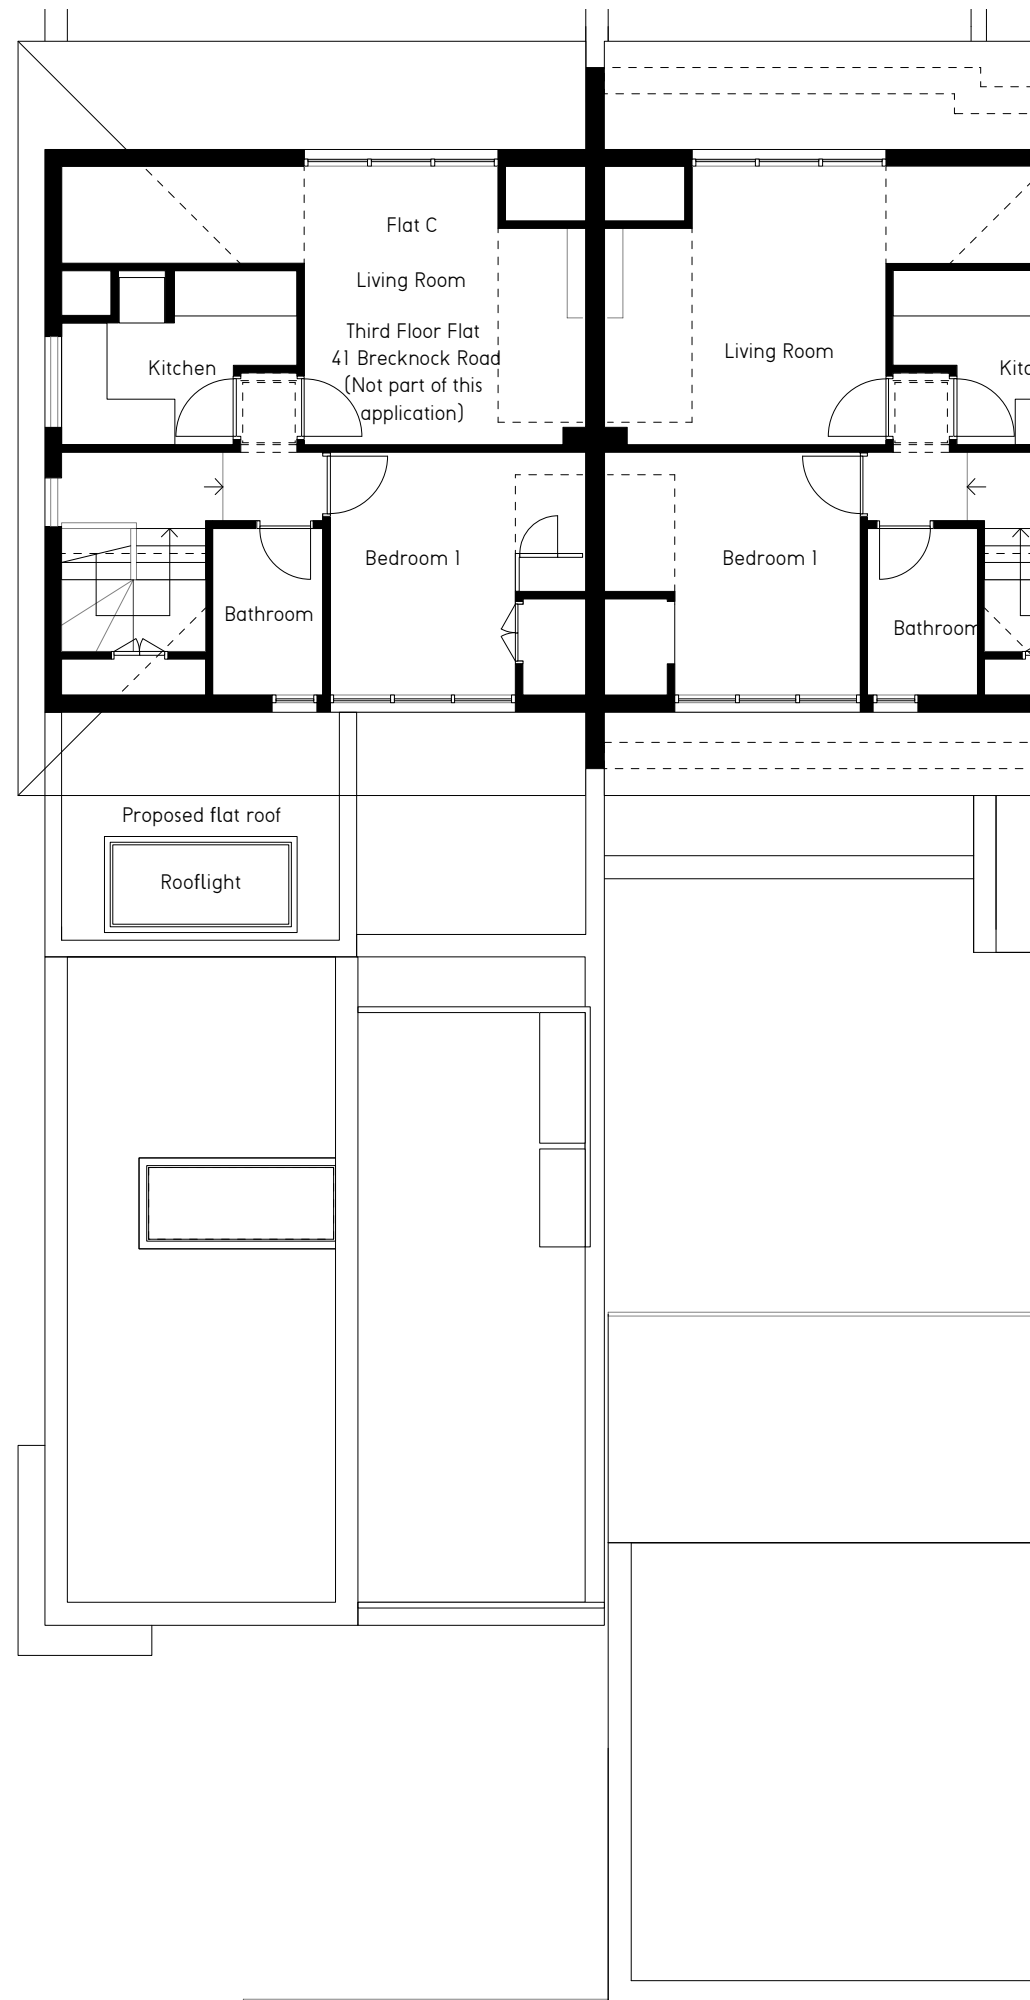 Flat C
Living Room
Third Floor Flat
41 Brecknock Road
(Not part of this
application)
Living Room
Kitchen
Kitc
Bedroom 1
Bedroom 1
Bathroom
Bathroom
Proposed flat roof
Rooflight